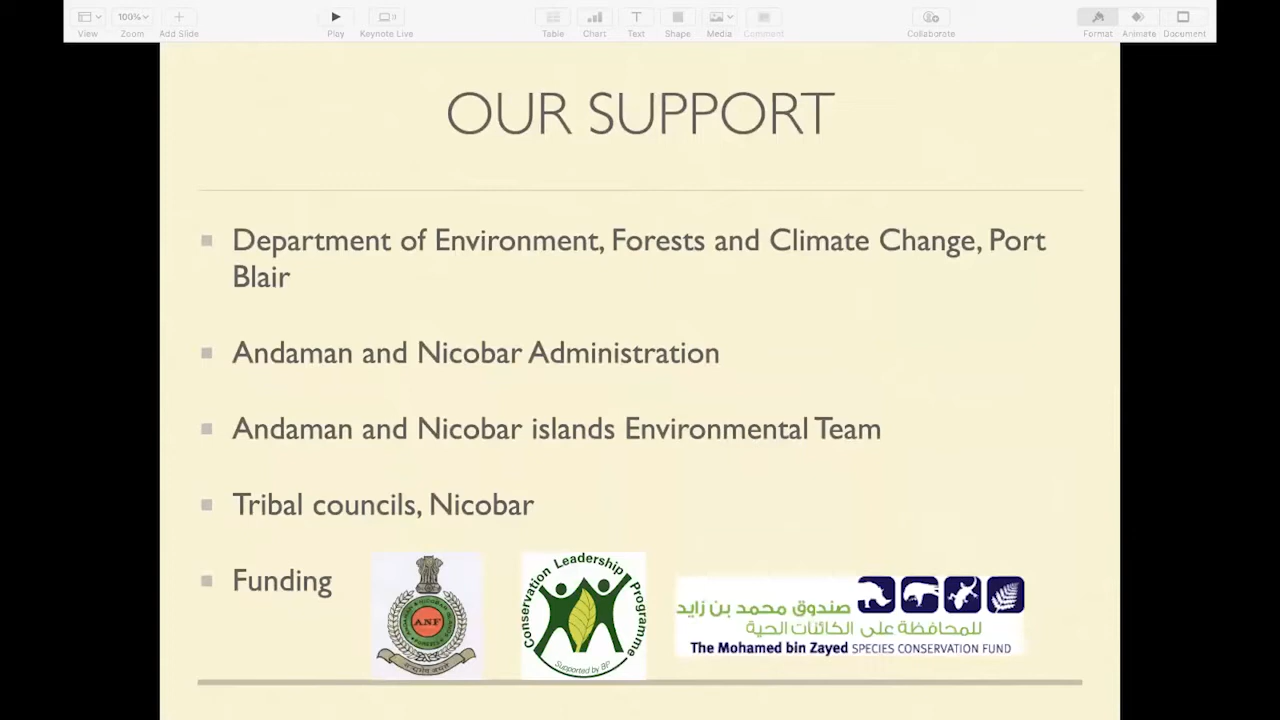 View
Zoom
Add Slide
Play
Keynote Live
Table
Chart
Text
Shape
Media
Comment
Collaborate
Format
Animate
Document
100%
OUR SUPPORT
Department of Environment, Forests and Climate Change, Port
Blair
Andaman and Nicobar Administration
Andaman and Nicobar islands Environmental Team
Tribal councils, Nicobar
Funding
ANF
Conservation Leadership Programme
Supported by BP
صندوق محمد بن زايد
للمحافظة على الكائنات الحية
The Mohamed bin Zayed SPECIES CONSERVATION FUND